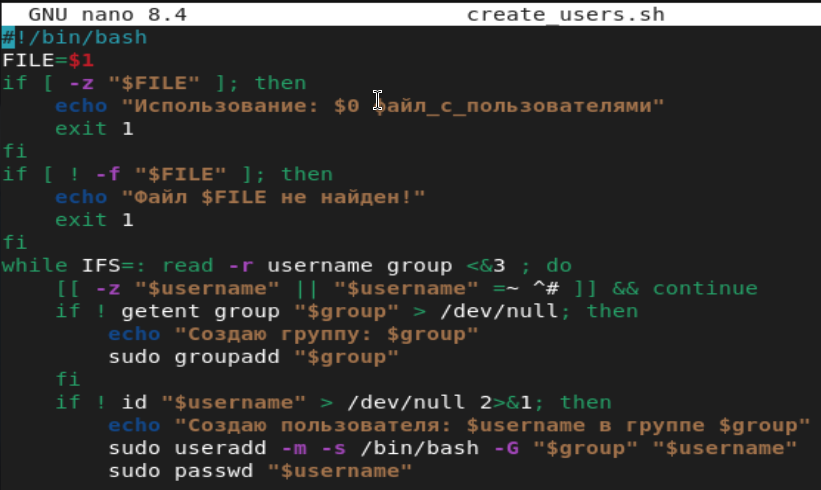 GNU nano 8.4 create_users.sh
#!/bin/bash
FILE=$1
if [ -z "$FILE" ]; then
    echo "Использование: $0 файл_с_пользователями"
    exit 1
fi
if [ ! -f "$FILE" ]; then
    echo "Файл $FILE не найден!"
    exit 1
fi
while IFS=: read -r username group <&3 ; do
    [[ -z "$username" || "$username" =~ ^# ]] && continue
    if ! getent group "$group" > /dev/null; then
        echo "Создаю группу: $group"
        sudo groupadd "$group"
    fi
    if ! id "$username" > /dev/null 2>&1; then
        echo "Создаю пользователя: $username в группе $group"
        sudo useradd -m -s /bin/bash -G "$group" "$username"
        sudo passwd "$username"